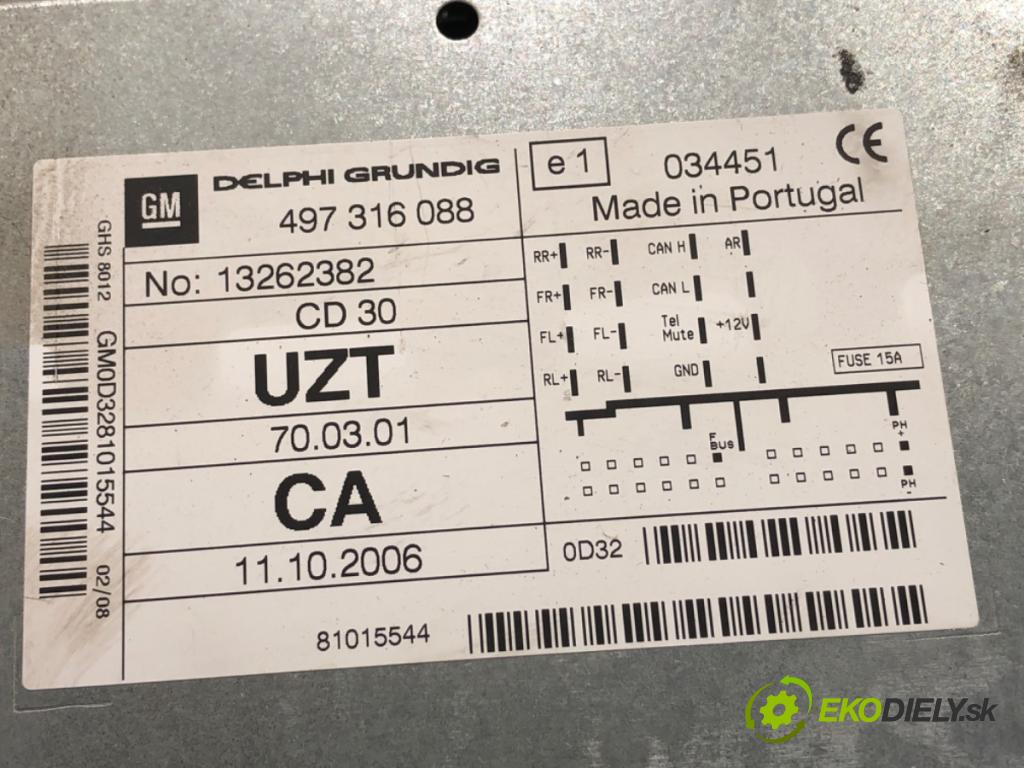 GM DELPHI GRUNDIG
497 316 088
e1 034451 CE
Made in Portugal
No: 13262382
CD 30
UZT
70.03.01
CA
11.10.2006
RR+ RR- CAN H AR
FR+ FR- CAN L
FL+ FL- Tel Mute +12V
RL+ RL- GND
FUSE 15A
F BUS
PH +
PH -
0D32
81015544
GHS 8012 GM0D3281015544 02/08
EKODIELY.sk